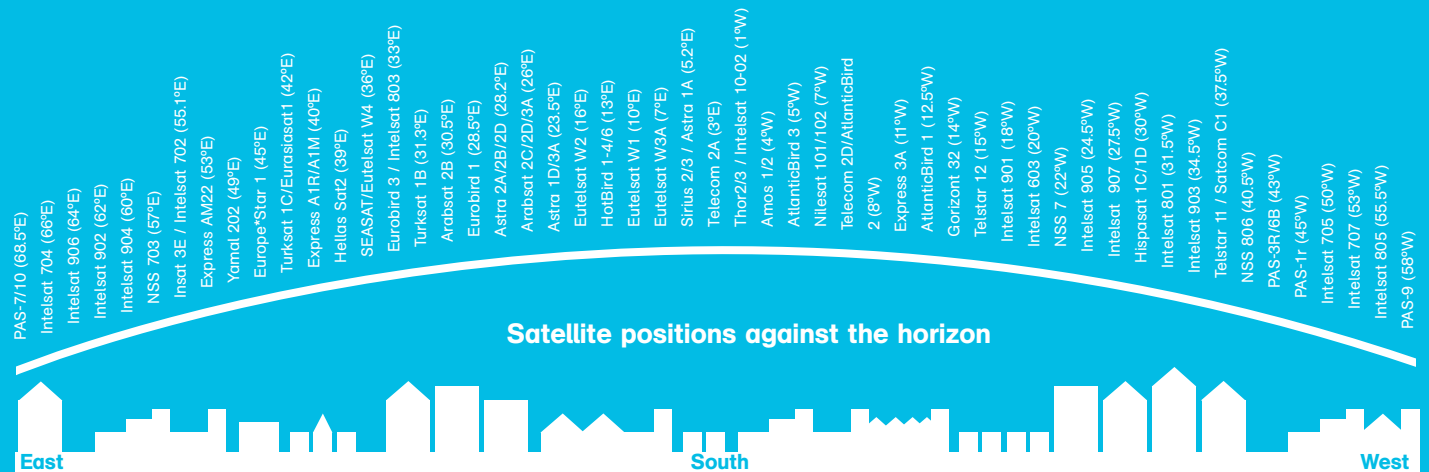 PAS-7/10 (68.5ºE)
Intelsat 704 (66ºE)
Intelsat 906 (64ºE)
Intelsat 902 (62ºE)
Intelsat 904 (60ºE)
NSS 703 (57ºE)
Insat 3E / Intelsat 702 (55.1ºE)
Express AM22 (53ºE)
Yamal 202 (49ºE)
Europe*Star 1 (45ºE)
Turksat 1C/Eurasiasat1 (42ºE)
Express A1R/A1M (40ºE)
Hellas Sat2 (39ºE)
SEASAT/Eutelsat W4 (36ºE)
Eurobird 3 / Intelsat 803 (33ºE)
Turksat 1B (31.3ºE)
Arabsat 2B (30.5ºE)
Eurobird 1 (28.5ºE)
Astra 2A/2B/2D (28.2ºE)
Arabsat 2C/2D/3A (26ºE)
Astra 1D/3A (23.5ºE)
Eutelsat W2 (16ºE)
HotBird 1-4/6 (13ºE)
Eutelsat W1 (10ºE)
Eutelsat W3A (7ºE)
Sirius 2/3 / Astra 1A (5.2ºE)
Telecom 2A (3ºE)
Thor2/3 / Intelsat 10-02 (1ºW)
Amos 1/2 (4ºW)
AtlanticBird 3 (5ºW)
Nilesat 101/102 (7ºW)
Telecom 2D/AtlanticBird
2 (8ºW)
Express 3A (11ºW)
AtlanticBird 1 (12.5ºW)
Gorizont 32 (14ºW)
Telstar 12 (15ºW)
Intelsat 901 (18ºW)
Intelsat 603 (20ºW)
NSS 7 (22ºW)
Intelsat 905 (24.5ºW)
Intelsat 907 (27.5ºW)
Hispasat 1C/1D (30ºW)
Intelsat 801 (31.5ºW)
Intelsat 903 (34.5ºW)
Telstar 11 / Satcom C1 (37.5ºW)
NSS 806 (40.5ºW)
PAS-3R/6B (43ºW)
PAS-1r (45ºW)
Intelsat 705 (50ºW)
Intelsat 707 (53ºW)
Intelsat 805 (55.5ºW)
PAS-9 (58ºW)
Satellite positions against the horizon
East
South
West